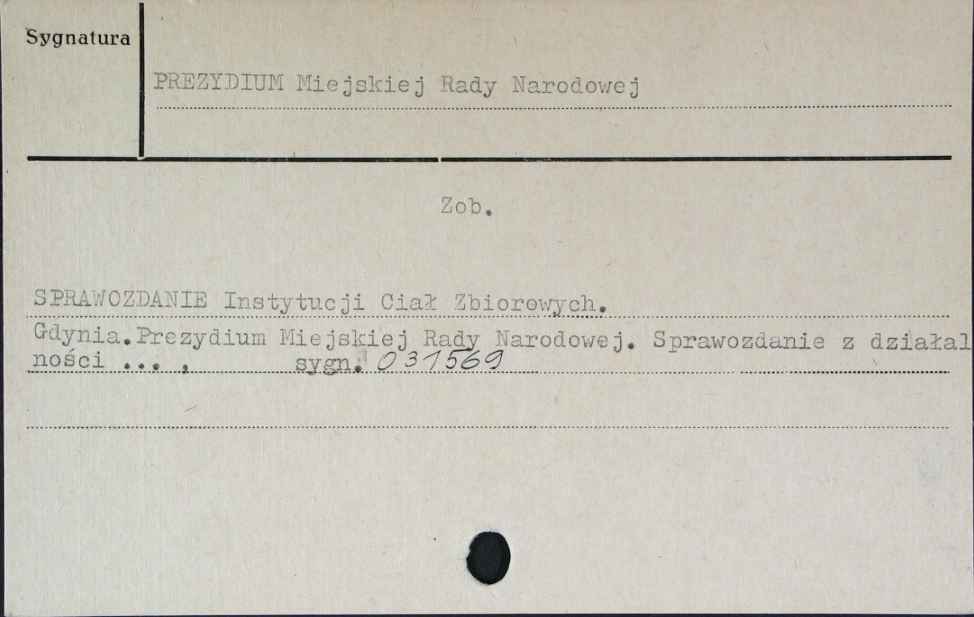 Sygnatura
PREZYDIUM Miejskiej Rady Narodowej
Zob.
SPRAWOZDANIE Instytucji Ciał Zbiorowych.
Gdynia.Prezydium Miejskiej Rady Narodowej. Sprawozdanie z działal
ności ... , sygn. 031569